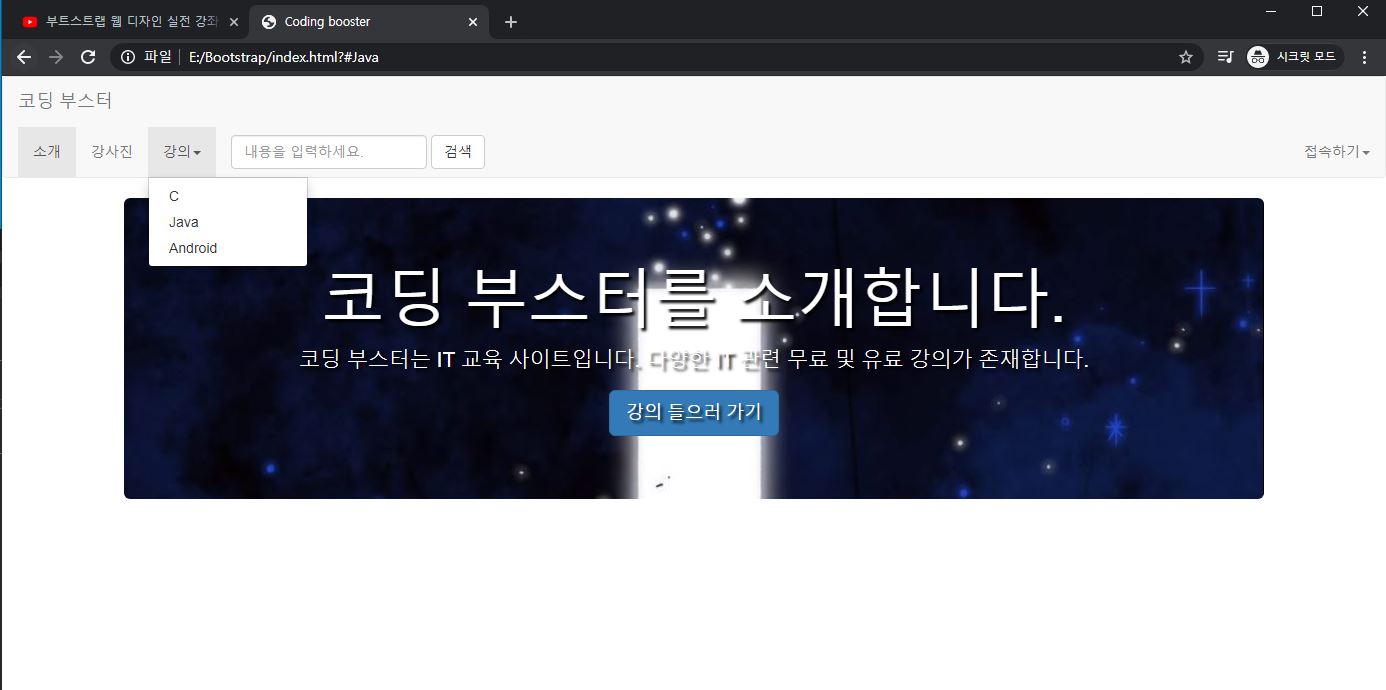 부트스트랩 웹 디자인 실전 강좌
Coding booster
파일 E:/Bootstrap/index.html?#Java 시크릿 모드
코딩 부스터
소개 강사진 강의 내용을 입력하세요. 검색 접속하기
C
Java
Android
코딩 부스터를 소개합니다.
코딩 부스터는 IT 교육 사이트입니다. 다양한 IT 관련 무료 및 유료 강의가 존재합니다.
강의 들으러 가기